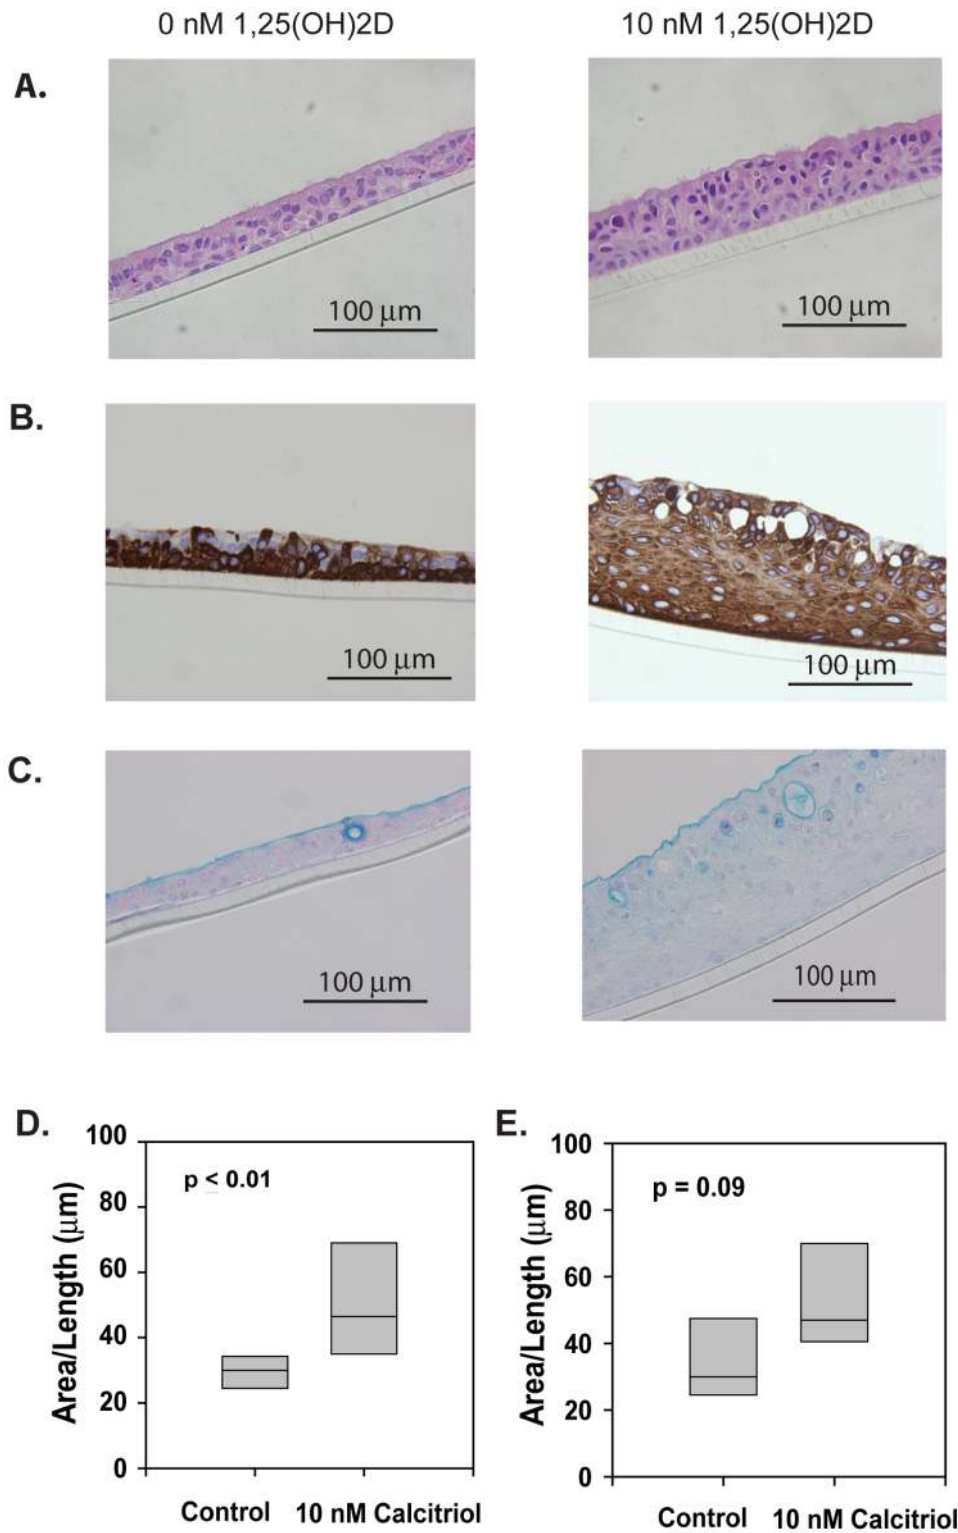 0 nM 1,25(OH)2D 10 nM 1,25(OH)2D
A.
100 μm 100 μm
B.
100 μm 100 μm
C.
100 μm 100 μm
D. E.
100
80
60
40
20
0
Area/Length (μm)
p ≤ 0.01
Control 10 nM Calcitriol
100
80
60
40
20
0
Area/Length (μm)
p = 0.09
Control 10 nM Calcitriol